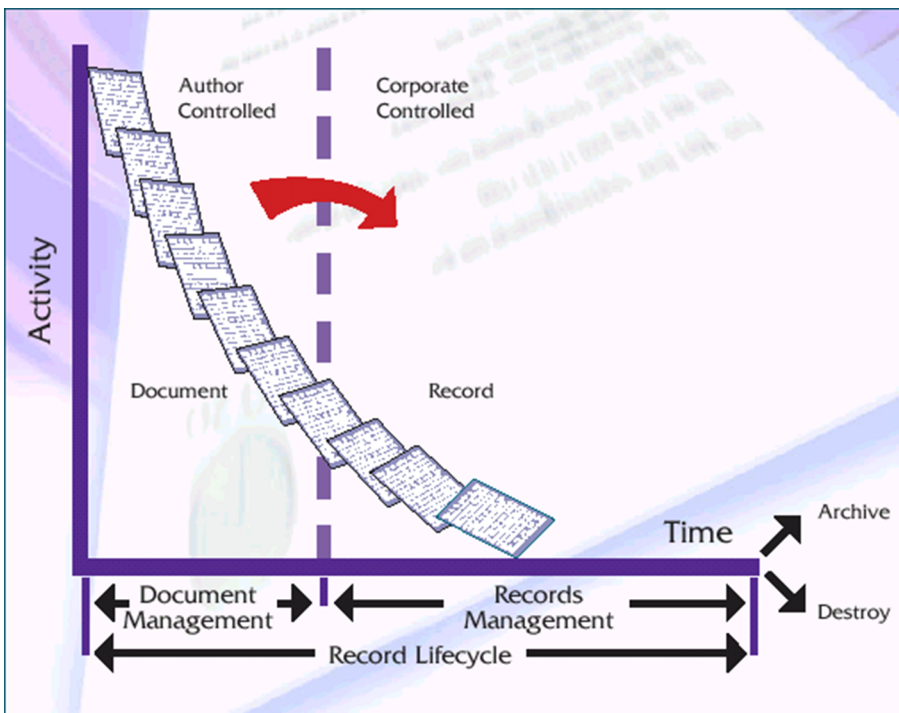 Author
Controlled
Corporate
Controlled
Activity
Document
Record
Time
Archive
Destroy
Document
Management
Records
Management
Record Lifecycle